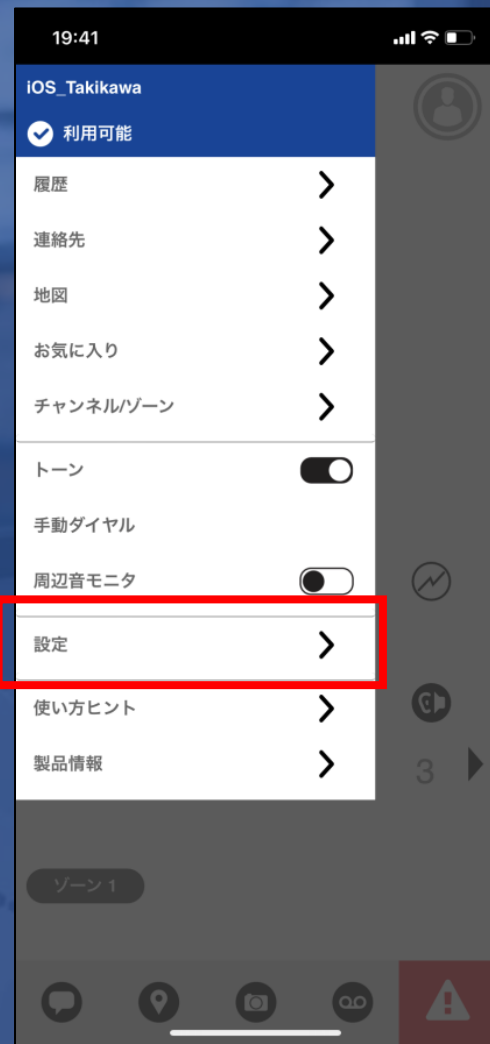 19:41
iOS_Takikawa
利用可能
履歴
連絡先
地図
お気に入り
チャンネル/ゾーン
トーン
手動ダイヤル
周辺音モニタ
設定
使い方ヒント
製品情報
3
ゾーン 1